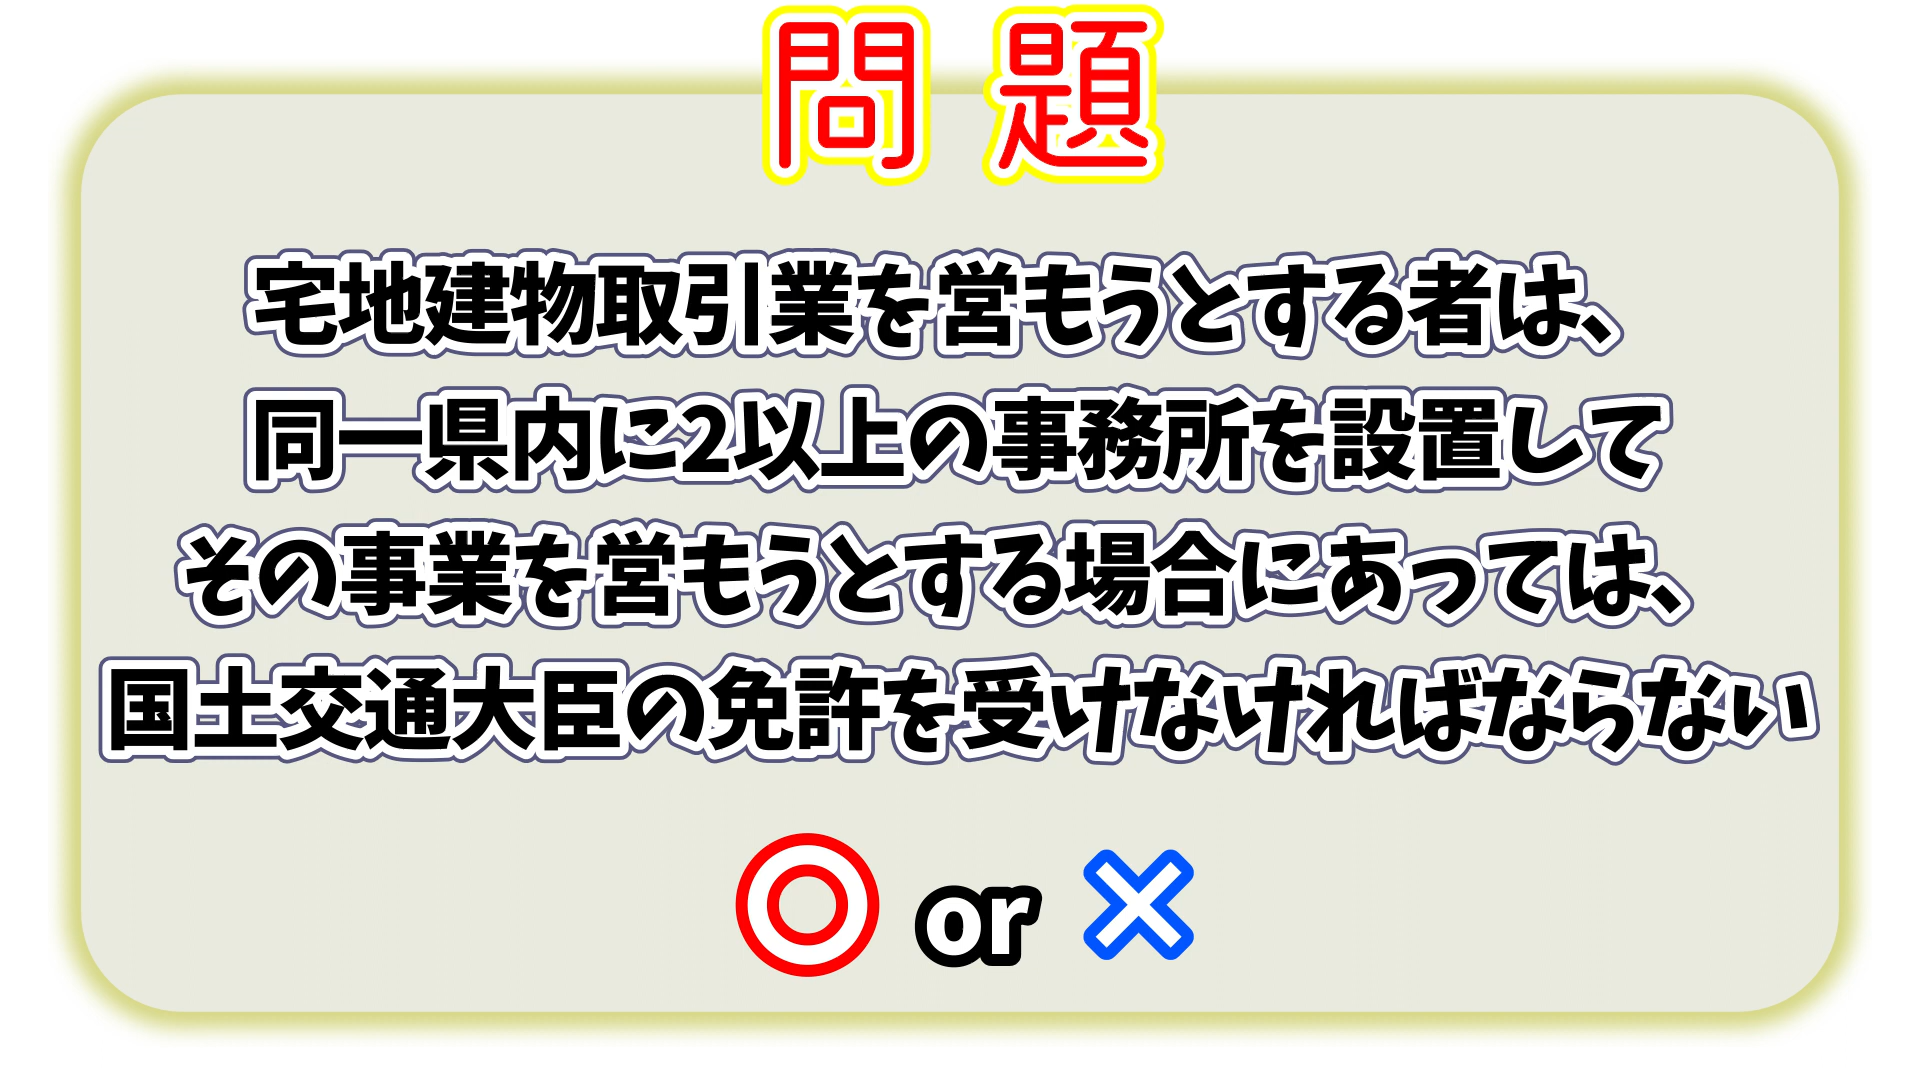 問題
宅地建物取引業を営もうとする者は、
同一県内に2以上の事務所を設置して
その事業を営もうとする場合にあっては、
国土交通大臣の免許を受けなければならない
○ or ×